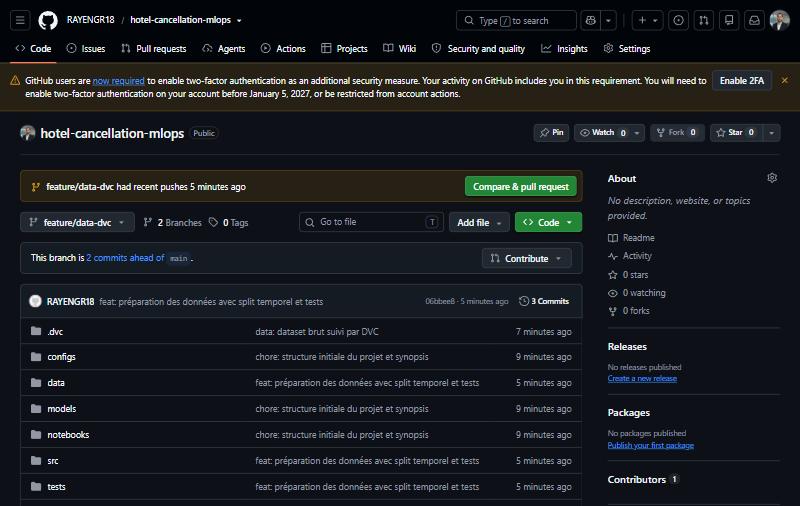 RAYENGR18 / hotel-cancellation-mlops
Type / to search
Code Issues Pull requests Agents Actions Projects Wiki Security and quality Insights Settings
GitHub users are now required to enable two-factor authentication as an additional security measure. Your activity on GitHub includes you in this requirement. You will need to
enable two-factor authentication on your account before January 5, 2027, or be restricted from account actions.
Enable 2FA
hotel-cancellation-mlops Public
Pin Watch 0 Fork 0 Star 0
feature/data-dvc had recent pushes 5 minutes ago
Compare & pull request
feature/data-dvc 2 Branches 0 Tags
Go to file T
Add file Code
This branch is 2 commits ahead of main .
Contribute
RAYENGR18 feat: préparation des données avec split temporel et tests 06bbee8 · 5 minutes ago 3 Commits
.dvc data: dataset brut suivi par DVC 7 minutes ago
configs chore: structure initiale du projet et synopsis 9 minutes ago
data feat: préparation des données avec split temporel et tests 5 minutes ago
models chore: structure initiale du projet et synopsis 9 minutes ago
notebooks chore: structure initiale du projet et synopsis 9 minutes ago
src feat: préparation des données avec split temporel et tests 5 minutes ago
tests feat: préparation des données avec split temporel et tests 5 minutes ago
About
No description, website, or topics
provided.
Readme
Activity
0 stars
0 watching
0 forks
Releases
No releases published
Create a new release
Packages
No packages published
Publish your first package
Contributors 1